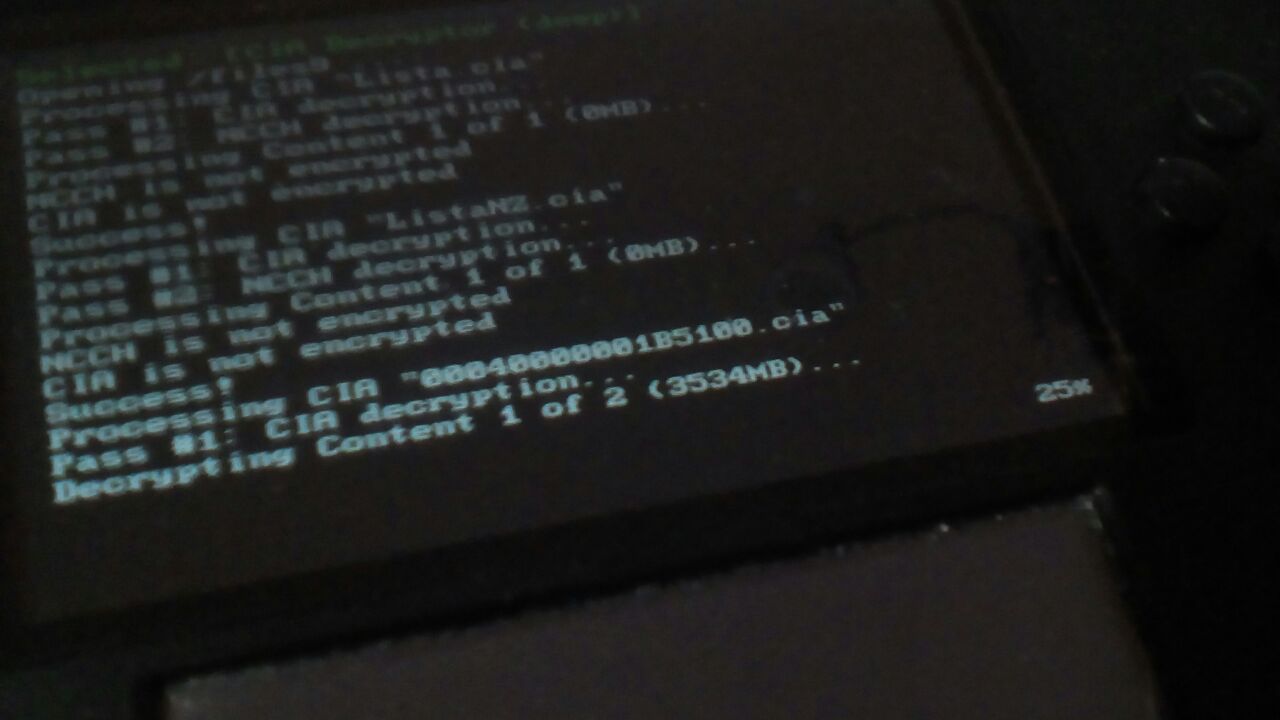 Selected: [CIA Decryptor (deep)]
Opening /files9
Processing CIA "Lista.cia"
Pass #1: CIA decryption...
Pass #2: NCCH decryption...
Processing Content 1 of 1 (0MB)...
NCCH is not encrypted
CIA is not encrypted
Success!
Processing CIA "ListaNZ.cia"
Pass #1: CIA decryption...
Pass #2: NCCH decryption...
Processing Content 1 of 1 (0MB)...
NCCH is not encrypted
CIA is not encrypted
Success!
Processing CIA "00040000001B5100.cia"
Pass #1: CIA decryption...
Decrypting Content 1 of 2 (3534MB)...
25%